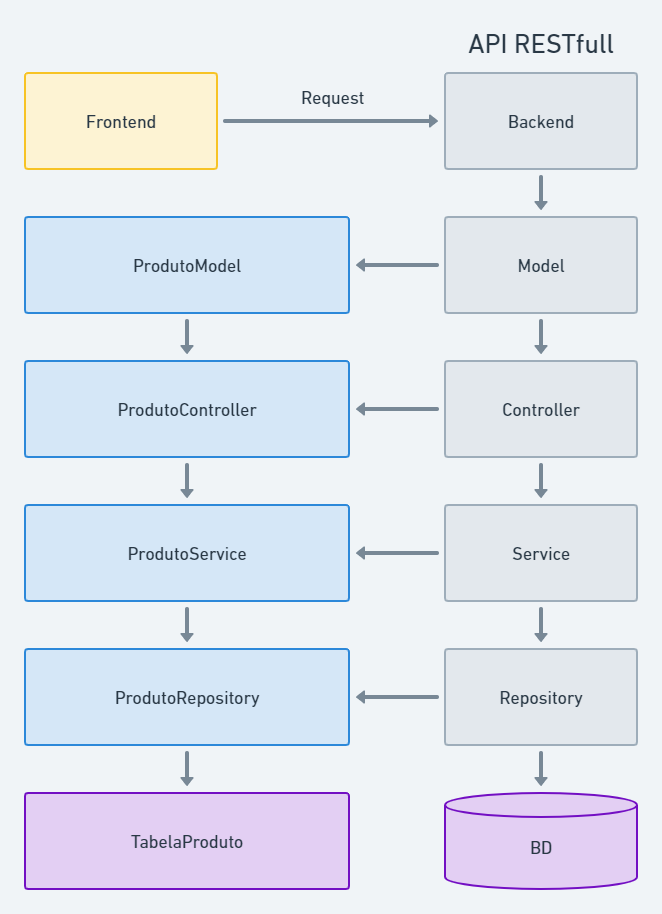 API RESTfull
Frontend
Request
Backend
ProdutoModel
Model
ProdutoController
Controller
ProdutoService
Service
ProdutoRepository
Repository
TabelaProduto
BD